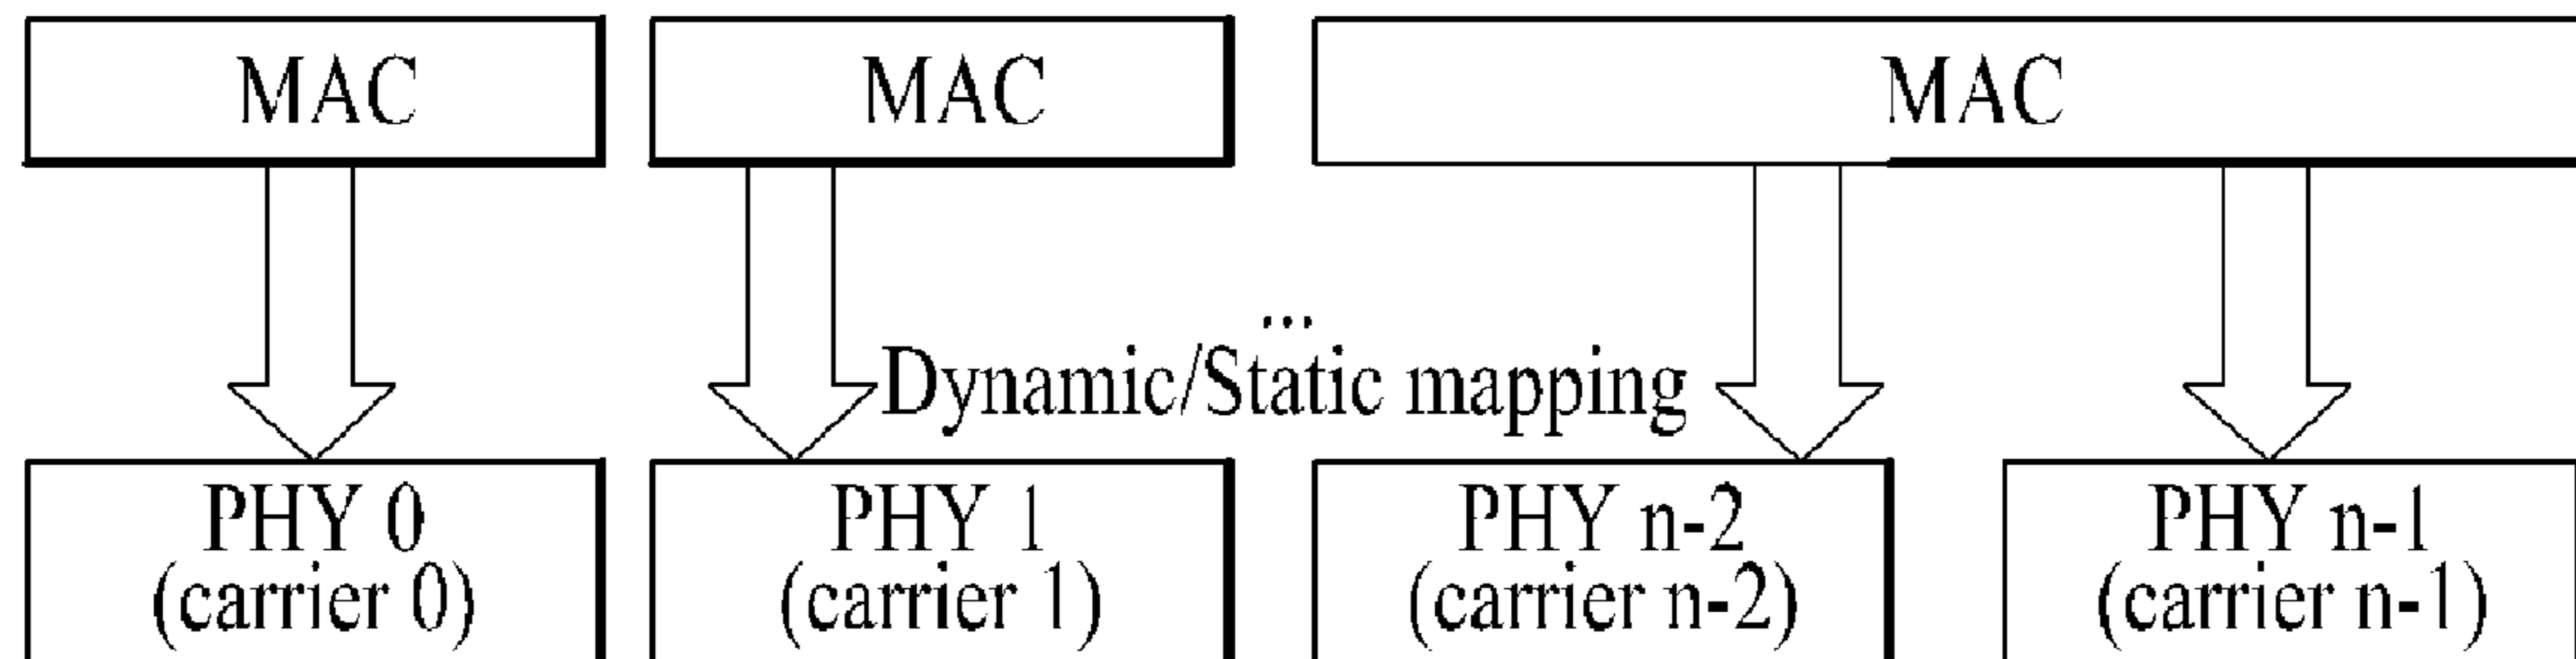 MAC
MAC
MAC
...
Dynamic/Static mapping
PHY 0
(carrier 0)
PHY 1
(carrier 1)
PHY n-2
(carrier n-2)
PHY n-1
(carrier n-1)